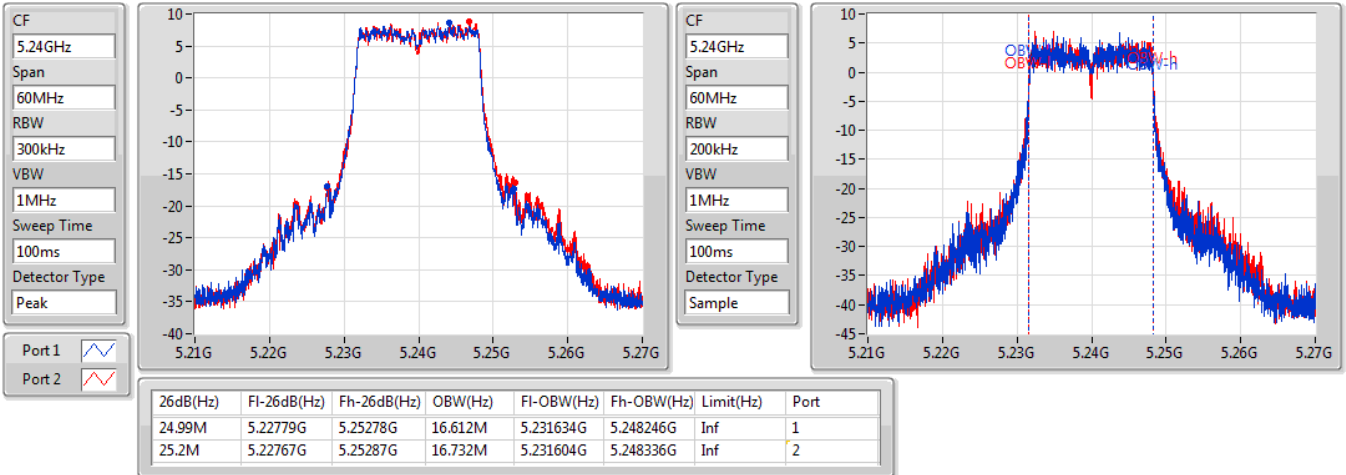 CF
5.24GHz
Span
60MHz
RBW
300kHz
VBW
1MHz
Sweep Time
100ms
Detector Type
Peak
10
5
0
-5
-10
-15
-20
-25
-30
-35
-40
5.21G 5.22G 5.23G 5.24G 5.25G 5.26G 5.27G
CF
5.24GHz
Span
60MHz
RBW
200kHz
VBW
1MHz
Sweep Time
100ms
Detector Type
Sample
10
5
0
-5
-10
-15
-20
-25
-30
-35
-40
-45
OBW-h
5.21G 5.22G 5.23G 5.24G 5.25G 5.26G 5.27G
Port 1
Port 2
26dB(Hz) Fl-26dB(Hz) Fh-26dB(Hz) OBW(Hz) Fl-OBW(Hz) Fh-OBW(Hz) Limit(Hz) Port
24.99M 5.22779G 5.25278G 16.612M 5.231634G 5.248246G Inf 1
25.2M 5.22767G 5.25287G 16.732M 5.231604G 5.248336G Inf 2